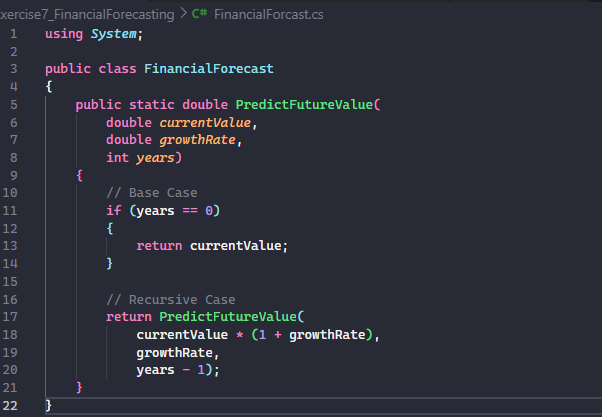 xercise7_FinancialForecasting > C# FinancialForcast.cs
1 using System;
2
3 public class FinancialForecast
4 {
5     public static double PredictFutureValue(
6         double currentValue,
7         double growthRate,
8         int years)
9     {
10         // Base Case
11         if (years == 0)
12         {
13             return currentValue;
14         }
15
16         // Recursive Case
17         return PredictFutureValue(
18             currentValue * (1 + growthRate),
19             growthRate,
20             years - 1);
21     }
22 }